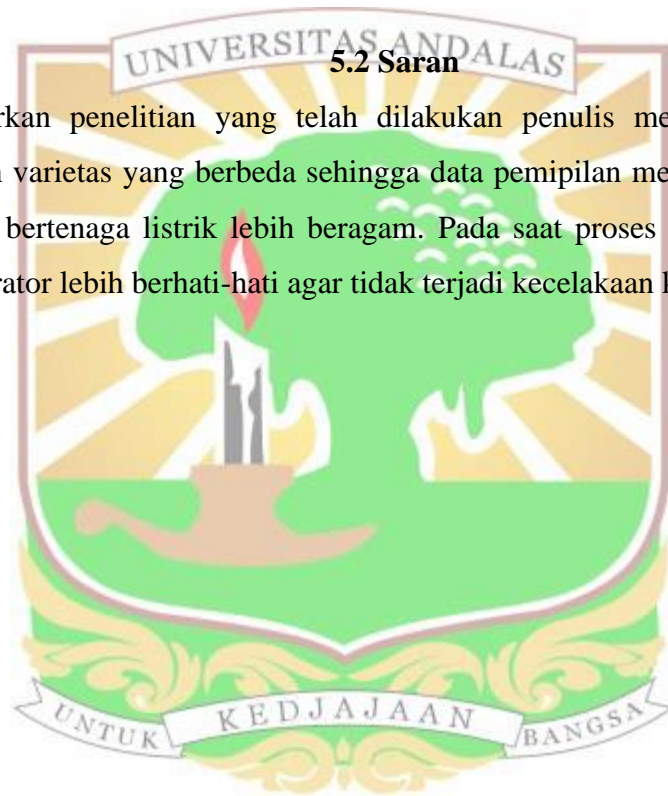 UNIVERSITAS ANDALAS
5.2 Saran
rkan penelitian yang telah dilakukan penulis me
varietas yang berbeda sehingga data pemipilan me
bertenaga listrik lebih beragam. Pada saat proses
rator lebih berhati-hati agar tidak terjadi kecelakaan k
UNTUK KEDJAJAAN BANGSA